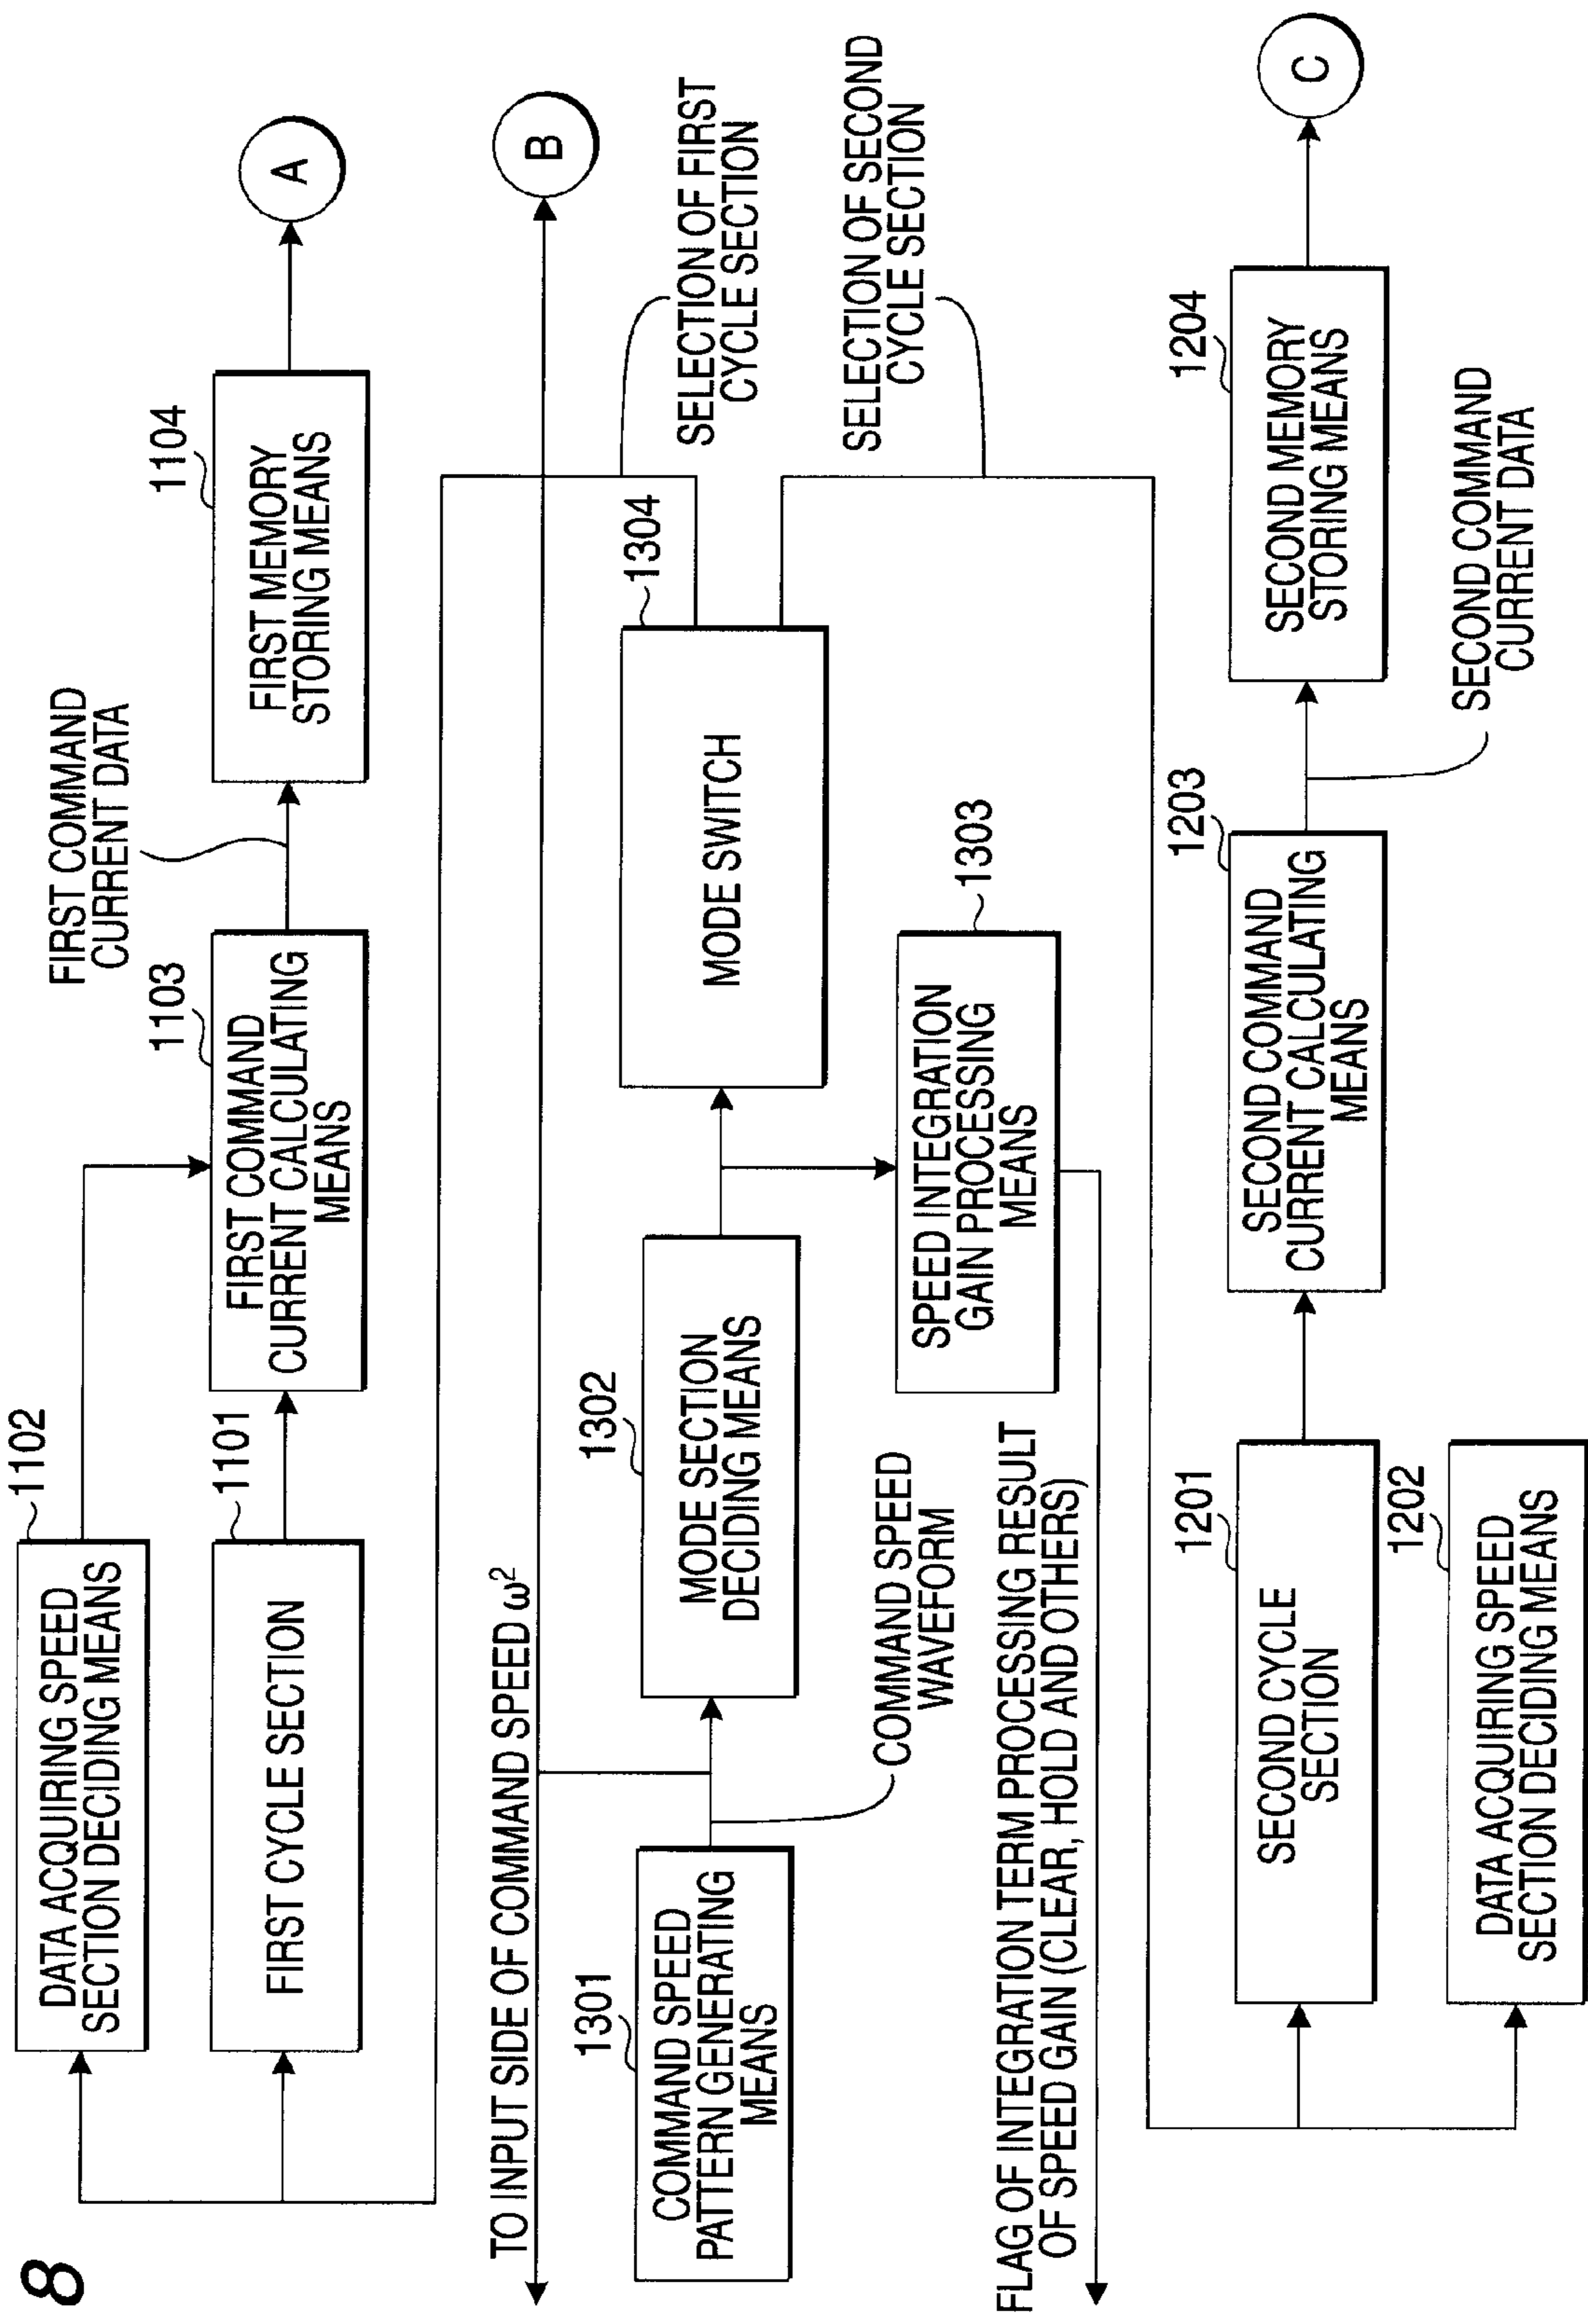 8
1102
DATA ACQUIRING SPEED
SECTION DECIDING MEANS
1101
FIRST CYCLE SECTION
1103
FIRST COMMAND
CURRENT CALCULATING
MEANS
FIRST COMMAND
CURRENT DATA
1104
FIRST MEMORY
STORING MEANS
A
TO INPUT SIDE OF COMMAND SPEED ω²
B
1301
COMMAND SPEED
PATTERN GENERATING
MEANS
COMMAND SPEED
WAVEFORM
1302
MODE SECTION
DECIDING MEANS
1304
MODE SWITCH
SELECTION OF FIRST
CYCLE SECTION
SELECTION OF SECOND
CYCLE SECTION
1303
SPEED INTEGRATION
GAIN PROCESSING
MEANS
FLAG OF INTEGRATION TERM PROCESSING RESULT
OF SPEED GAIN (CLEAR, HOLD AND OTHERS)
1201
SECOND CYCLE
SECTION
1202
DATA ACQUIRING SPEED
SECTION DECIDING MEANS
1203
SECOND COMMAND
CURRENT CALCULATING
MEANS
SECOND COMMAND
CURRENT DATA
1204
SECOND MEMORY
STORING MEANS
C